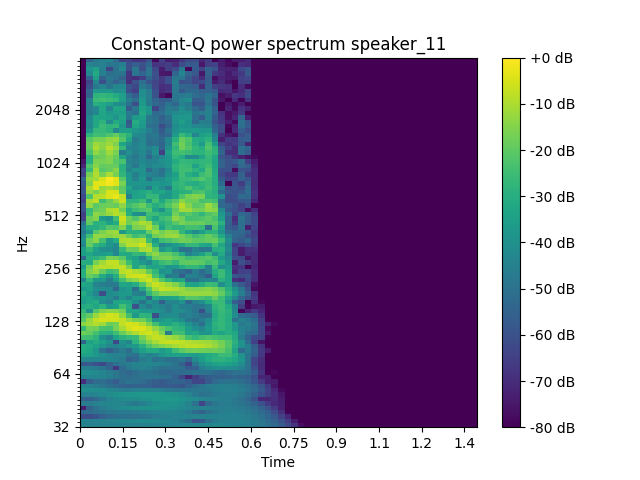 Constant-Q power spectrum speaker_11
+0 dB
-10 dB
-20 dB
-30 dB
-40 dB
-50 dB
-60 dB
-70 dB
-80 dB
2048
1024
512
256
128
64
32
Hz
0 0.15 0.3 0.45 0.6 0.75 0.9 1.1 1.2 1.4
Time